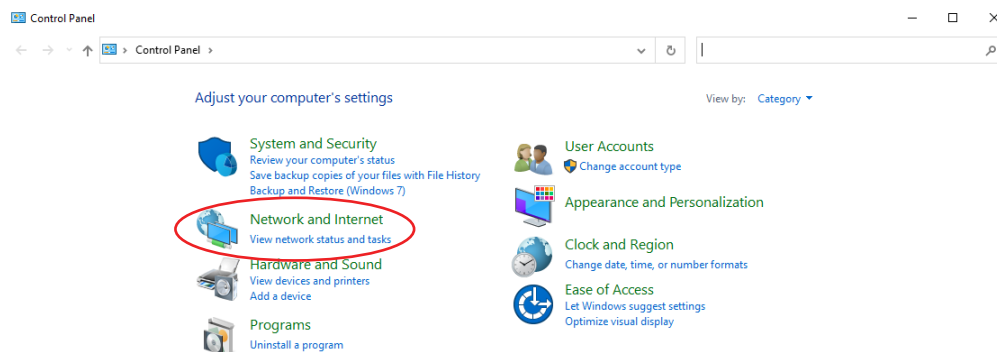 Control Panel
Control Panel
Adjust your computer's settings
View by: Category
System and Security
Review your computer's status
Save backup copies of your files with File History
Backup and Restore (Windows 7)
Network and Internet
View network status and tasks
Hardware and Sound
View devices and printers
Add a device
Programs
Uninstall a program
User Accounts
Change account type
Appearance and Personalization
Clock and Region
Change date, time, or number formats
Ease of Access
Let Windows suggest settings
Optimize visual display